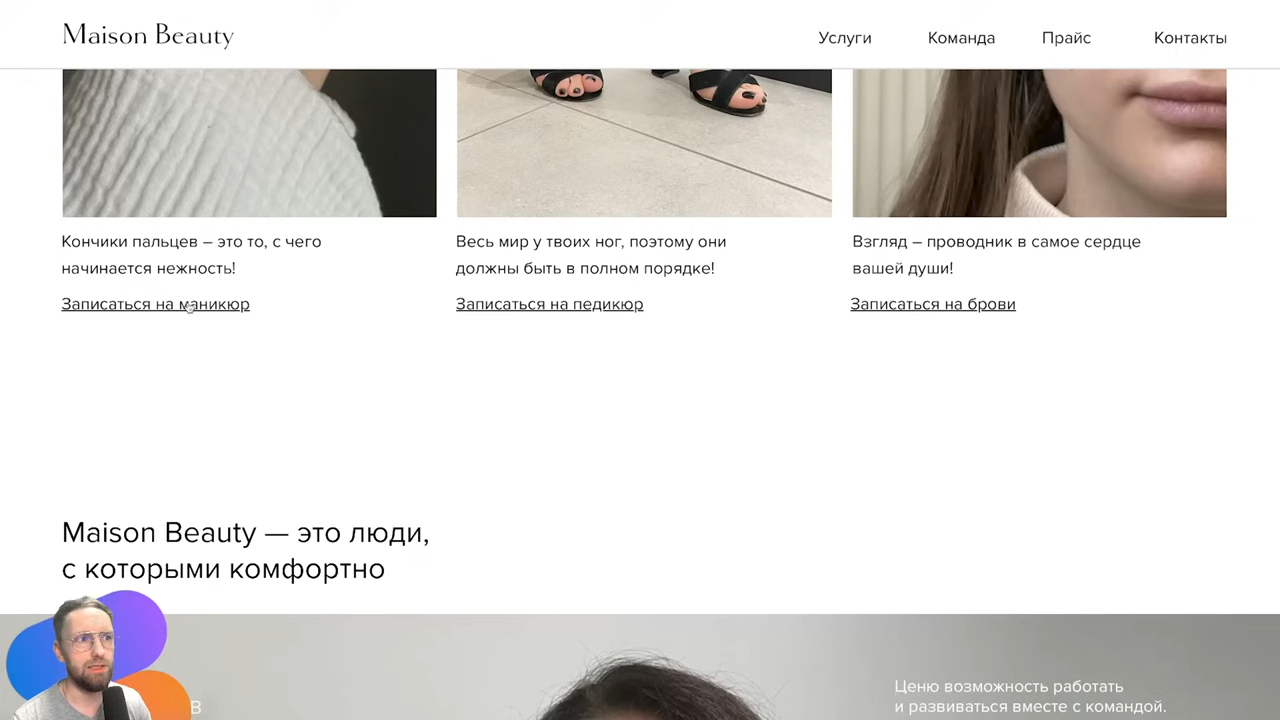 Maison Beauty
Услуги Команда Прайс Контакты
Кончики пальцев – это то, с чего
начинается нежность!
Записаться на маникюр
Весь мир у твоих ног, поэтому они
должны быть в полном порядке!
Записаться на педикюр
Взгляд – проводник в самое сердце
вашей души!
Записаться на брови
Maison Beauty — это люди,
с которыми комфортно
Ценю возможность работать
и развиваться вместе с командой.